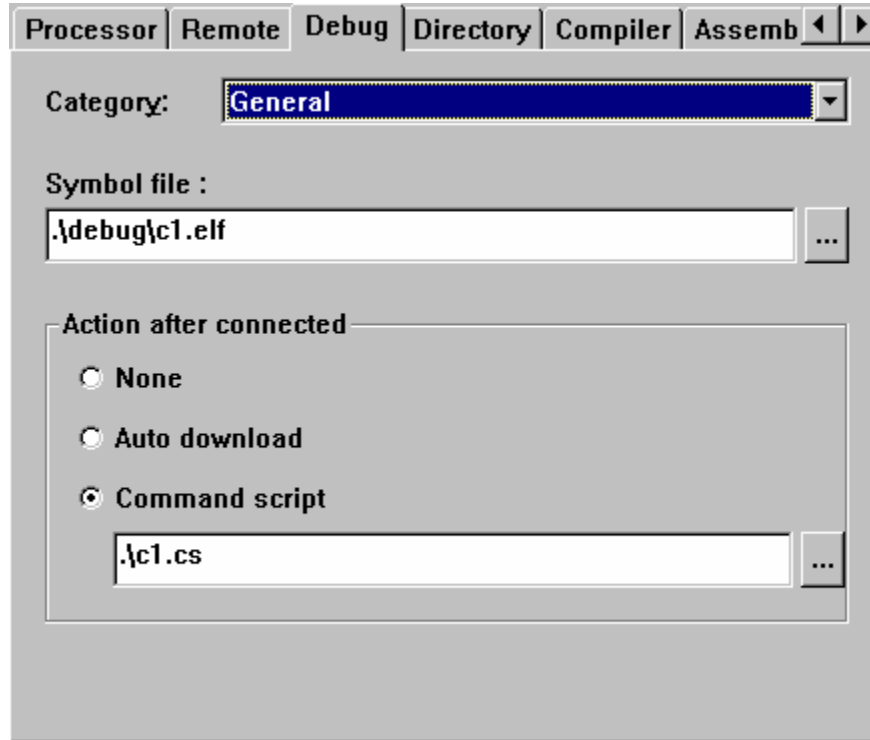 Processor Remote Debug Directory Compiler Assemb
Category: General
Symbol file :
.\debug\c1.elf
...
Action after connected
None
Auto download
Command script
.\c1.cs
...